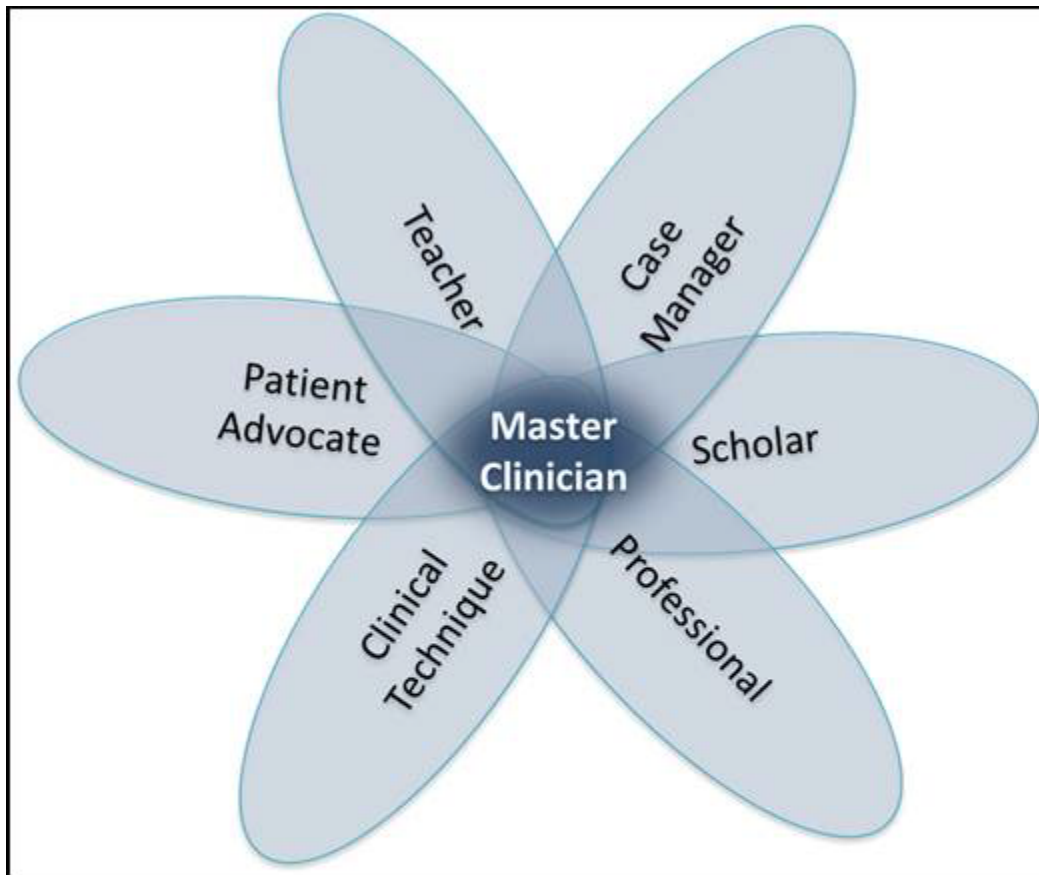 Teacher
Case
Manager
Patient
Advocate
Master
Clinician
Scholar
Clinical
Technique
Professional